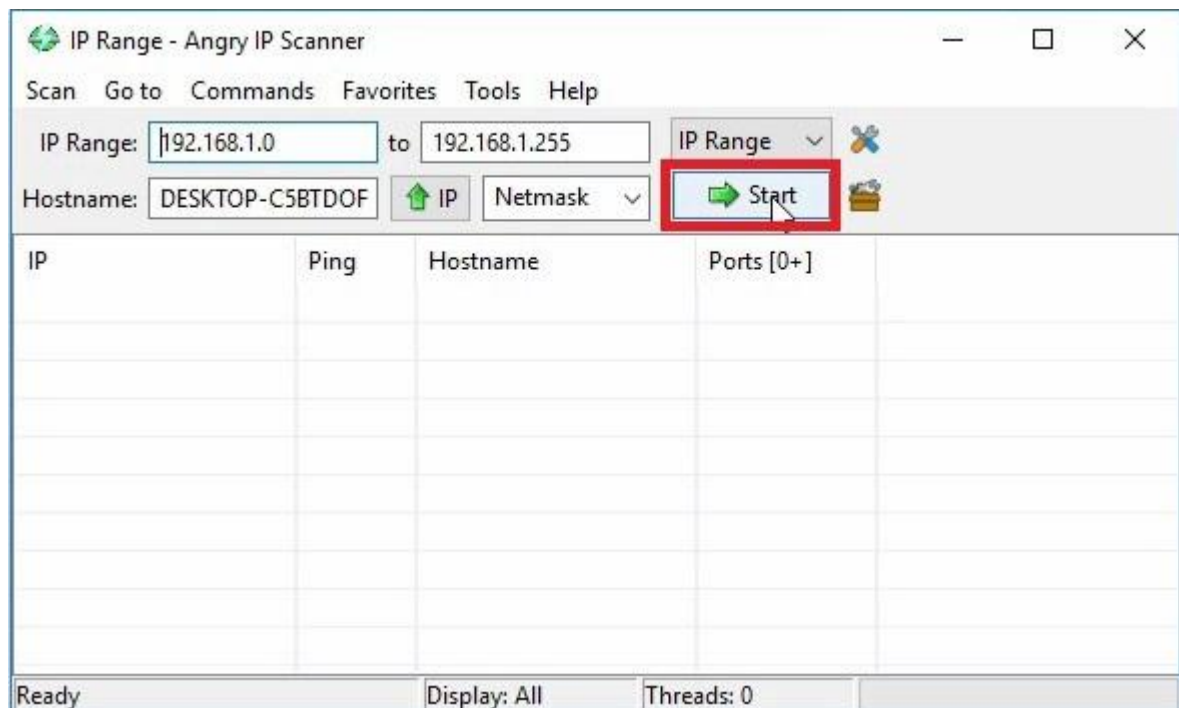 IP Range - Angry IP Scanner
Scan Go to Commands Favorites Tools Help
IP Range: 192.168.1.0 to 192.168.1.255 IP Range
Hostname: DESKTOP-C5BTDOF IP Netmask Start
IP Ping Hostname Ports [0+]
Ready Display: All Threads: 0